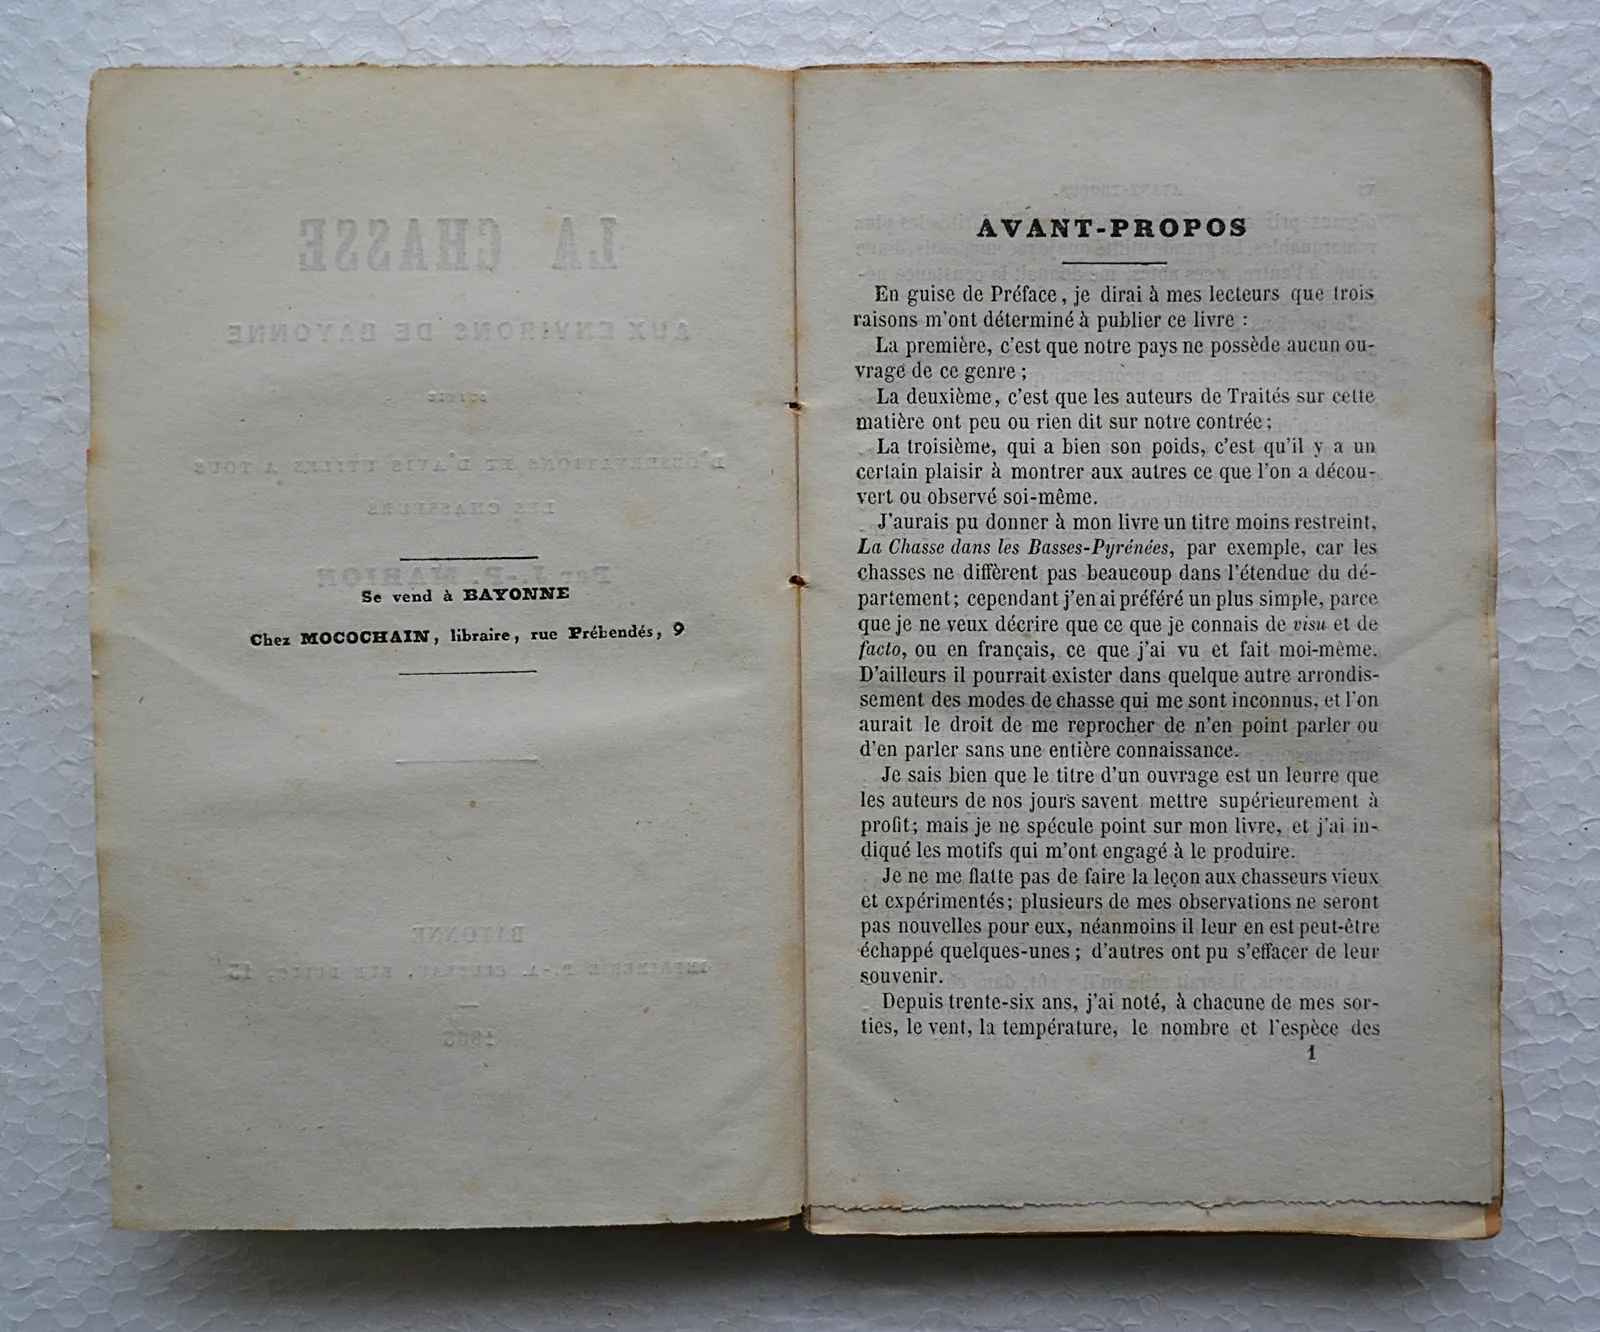 Se vend à BAYONNE
Chez MOCOCHAIN, libraire, rue Prébendés, 9
AVANT-PROPOS
En guise de Préface, je dirai à mes lecteurs que trois
raisons m'ont déterminé à publier ce livre :
La première, c'est que notre pays ne possède aucun ou-
vrage de ce genre ;
La deuxième, c'est que les auteurs de Traités sur cette
matière ont peu ou rien dit sur notre contrée ;
La troisième, qui a bien son poids, c'est qu'il y a un
certain plaisir à montrer aux autres ce que l'on a décou-
vert ou observé soi-même.
J'aurais pu donner à mon livre un titre moins restreint,
La Chasse dans les Basses-Pyrénées, par exemple, car les
chasses ne diffèrent pas beaucoup dans l'étendue du dé-
partement ; cependant j'en ai préféré un plus simple, parce
que je ne veux décrire que ce que je connais de visu et de
facto, ou en français, ce que j'ai vu et fait moi-même.
D'ailleurs il pourrait exister dans quelque autre arrondis-
sement des modes de chasse qui me sont inconnus, et l'on
aurait le droit de me reprocher de n'en point parler ou
d'en parler sans une entière connaissance.
Je sais bien que le titre d'un ouvrage est un leurre que
les auteurs de nos jours savent mettre supérieurement à
profit ; mais je ne spécule point sur mon livre, et j'ai in-
diqué les motifs qui m'ont engagé à le produire.
Je ne me flatte pas de faire la leçon aux chasseurs vieux
et expérimentés ; plusieurs de mes observations ne seront
pas nouvelles pour eux, néanmoins il leur en est peut-être
échappé quelques-unes ; d'autres ont pu s'effacer de leur
souvenir.
Depuis trente-six ans, j'ai noté, à chacune de mes sor-
ties, le vent, la température, le nombre et l'espèce des
1